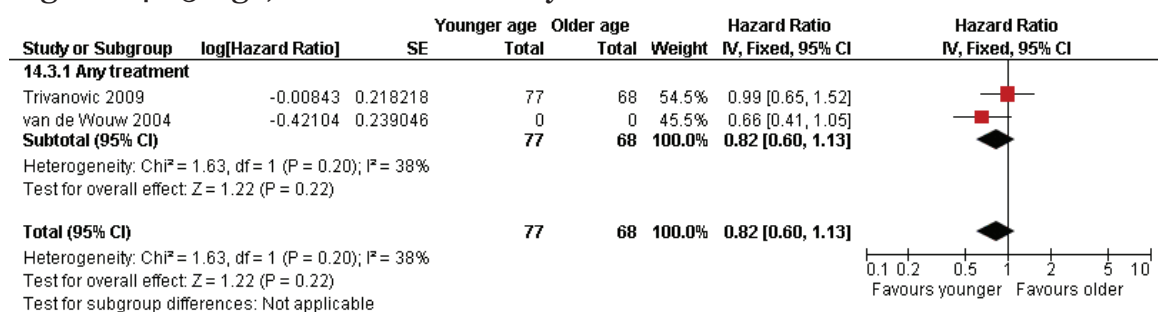 Younger age Older age Hazard Ratio Hazard Ratio
Study or Subgroup log[Hazard Ratio] SE Total Total Weight IV, Fixed, 95% CI IV, Fixed, 95% CI
14.3.1 Any treatment
Trivanovic 2009 -0.00843 0.218218 77 68 54.5% 0.99 [0.65, 1.52]
van de Wouw 2004 -0.42104 0.239046 0 0 45.5% 0.66 [0.41, 1.05]
Subtotal (95% CI) 77 68 100.0% 0.82 [0.60, 1.13]
Heterogeneity: Chi² = 1.63, df = 1 (P = 0.20); I² = 38%
Test for overall effect: Z = 1.22 (P = 0.22)
Total (95% CI) 77 68 100.0% 0.82 [0.60, 1.13]
Heterogeneity: Chi² = 1.63, df = 1 (P = 0.20); I² = 38%
Test for overall effect: Z = 1.22 (P = 0.22)
Test for subgroup differences: Not applicable
0.1 0.2 0.5 1 2 5 10
Favours younger Favours older